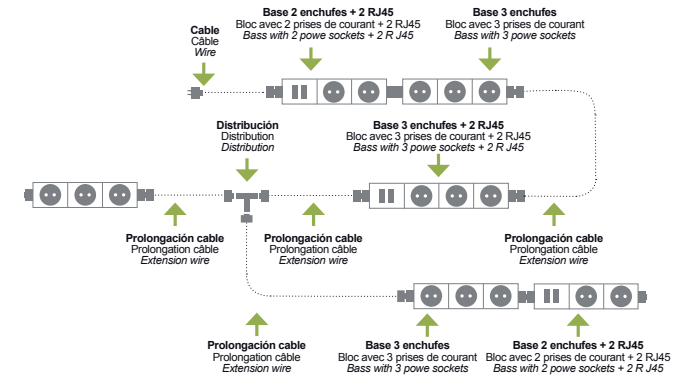 Base 2 enchufes + 2 RJ45
Bloc avec 2 prises de courant + 2 RJ45
Bass with 2 powe sockets + 2 R J45
Base 3 enchufes
Bloc avec 3 prises de courant
Bass with 3 powe sockets
Cable
Câble
Wire
Distribución
Distribution
Distribution
Base 3 enchufes + 2 RJ45
Bloc avec 3 prises de courant + 2 RJ45
Bass with 3 powe sockets + 2 R J45
Prolongación cable
Prolongation câble
Extension wire
Prolongación cable
Prolongation câble
Extension wire
Prolongación cable
Prolongation câble
Extension wire
Prolongación cable
Prolongation câble
Extension wire
Base 3 enchufes
Bloc avec 3 prises de courant
Bass with 3 powe sockets
Base 2 enchufes + 2 RJ45
Bloc avec 2 prises de courant + 2 RJ45
Bass with 2 powe sockets + 2 R J45